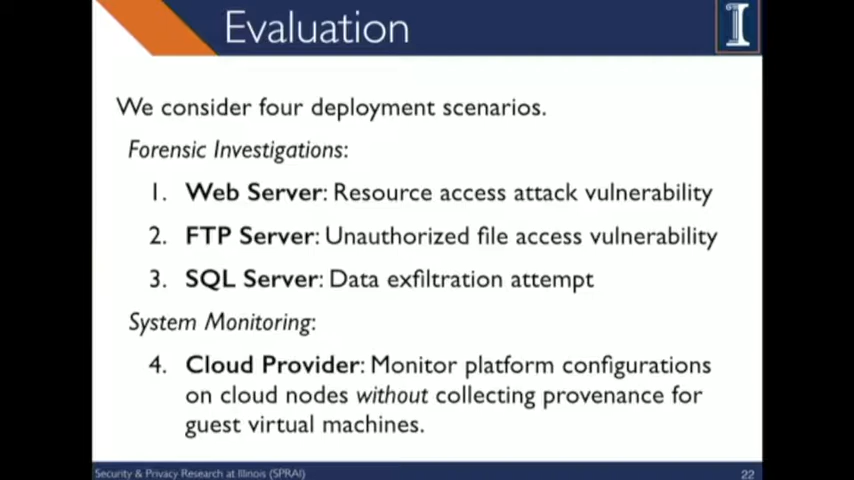 Evaluation
I
We consider four deployment scenarios.
Forensic Investigations:
1. Web Server: Resource access attack vulnerability
2. FTP Server: Unauthorized file access vulnerability
3. SQL Server: Data exfiltration attempt
System Monitoring:
4. Cloud Provider: Monitor platform configurations
on cloud nodes without collecting provenance for
guest virtual machines.
Security & Privacy Research at Illinois (SPRAI)
22